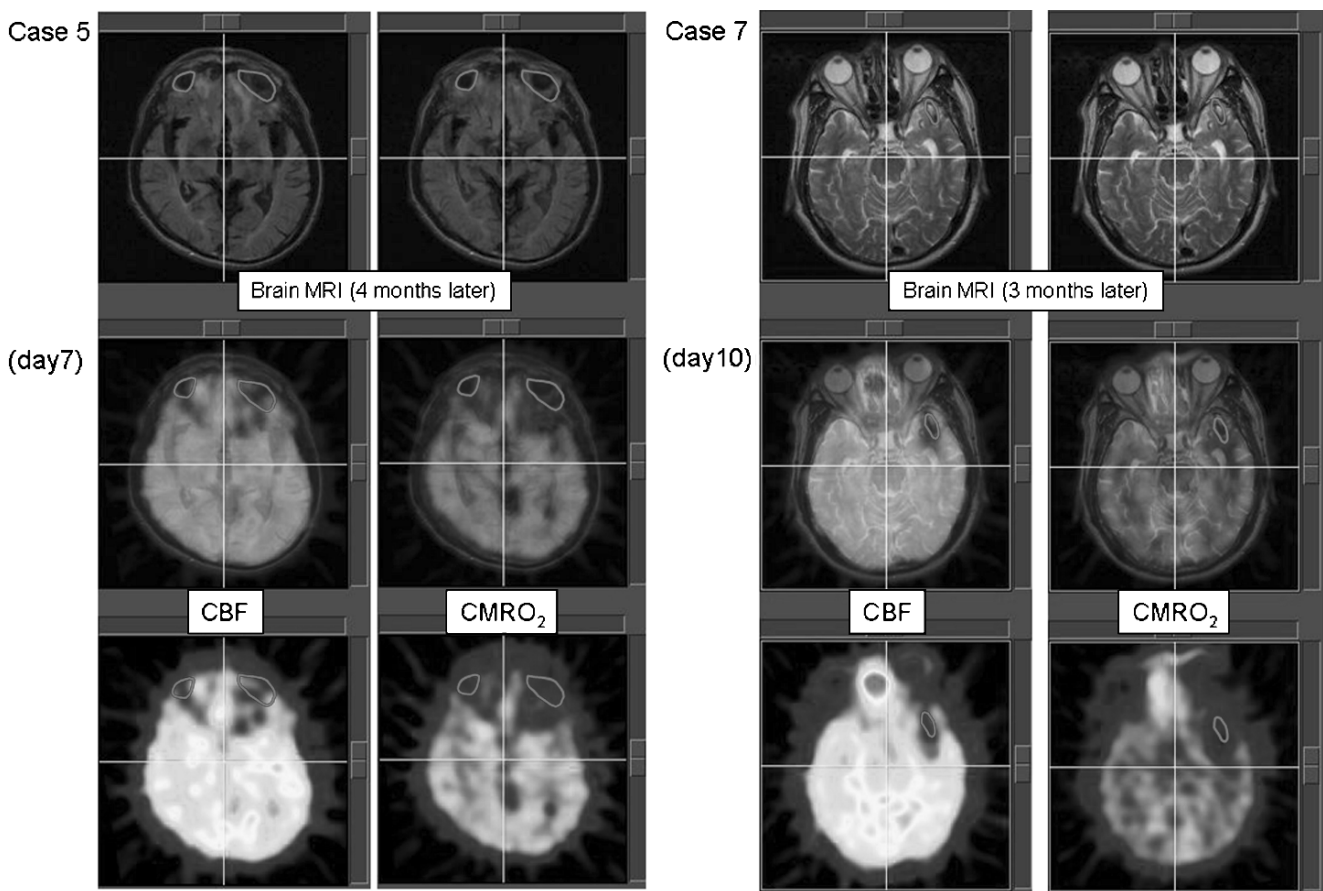 Case 5
Case 7
Brain MRI (4 months later)
Brain MRI (3 months later)
(day7)
(day10)
CBF
CMRO₂
CBF
CMRO₂